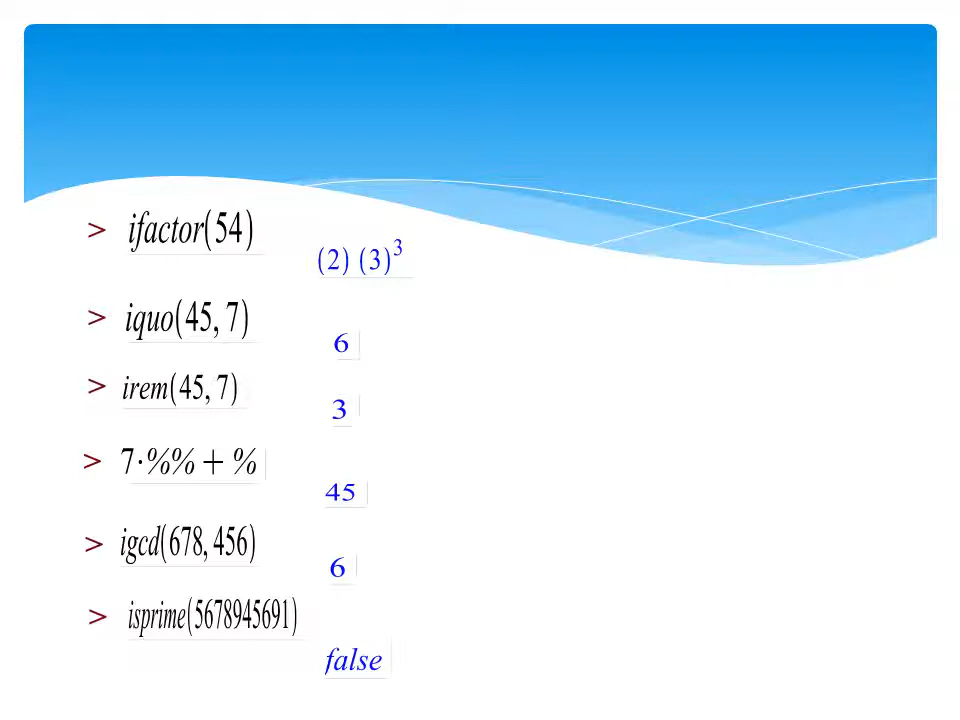 > ifactor(54)
(2) (3)³
> iquo(45, 7)
6
> irem(45, 7)
3
> 7·%% + %
45
> igcd(678, 456)
6
> isprime(5678945691)
false